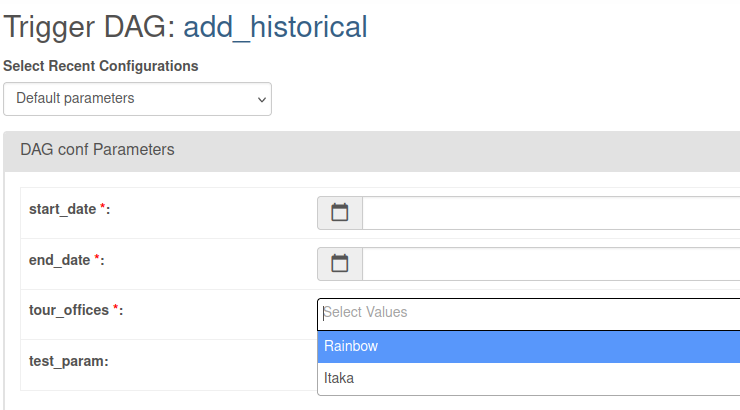 Trigger DAG: add_historical
Select Recent Configurations
Default parameters
DAG conf Parameters
start_date *:
end_date *:
tour_offices *:
Select Values
Rainbow
Itaka
test_param: